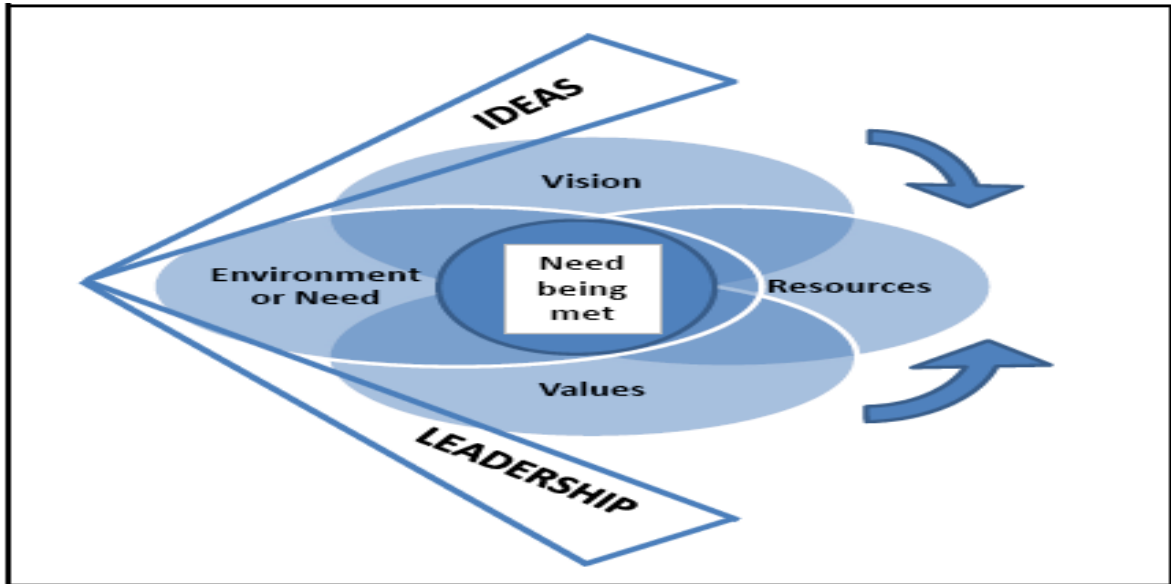 IDEAS
Vision
Environment
or Need
Need
being
met
Resources
Values
LEADERSHIP